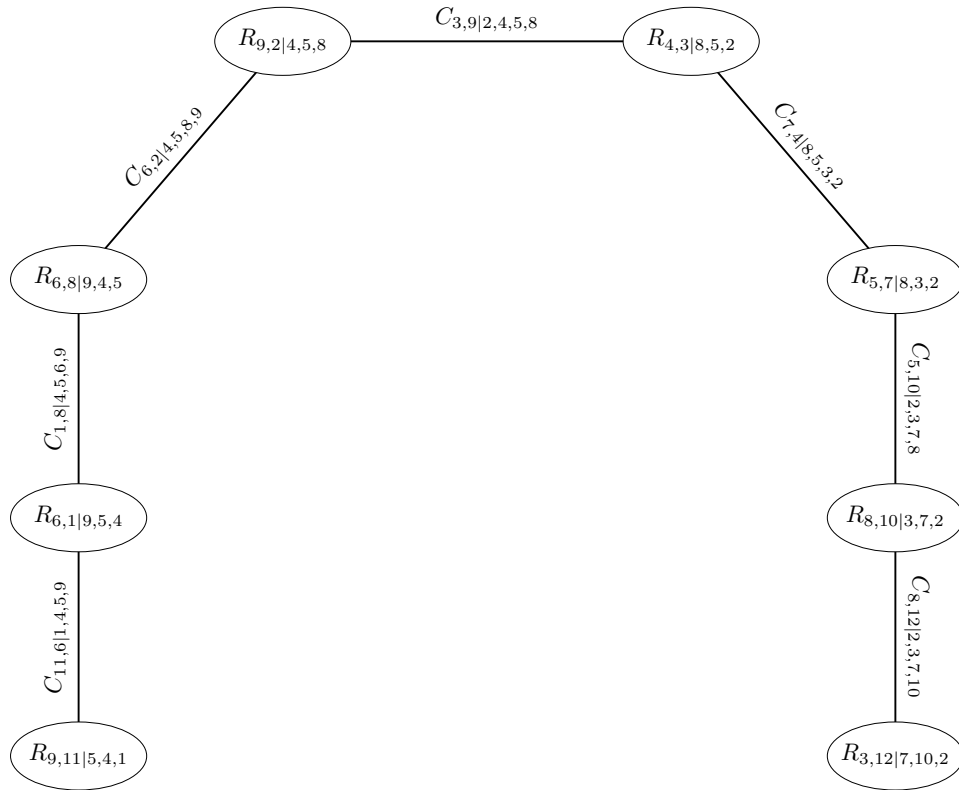 C_{3,9|2,4,5,8}
R_{9,2|4,5,8}
R_{4,3|8,5,2}
C_{6,2|4,5,8,9}
C_{7,4|8,5,3,2}
R_{6,8|9,4,5}
R_{5,7|8,3,2}
C_{1,8|4,5,6,9}
C_{5,10|2,3,7,8}
R_{6,1|9,5,4}
R_{8,10|3,7,2}
C_{11,6|1,4,5,9}
C_{8,12|2,3,7,10}
R_{9,11|5,4,1}
R_{3,12|7,10,2}